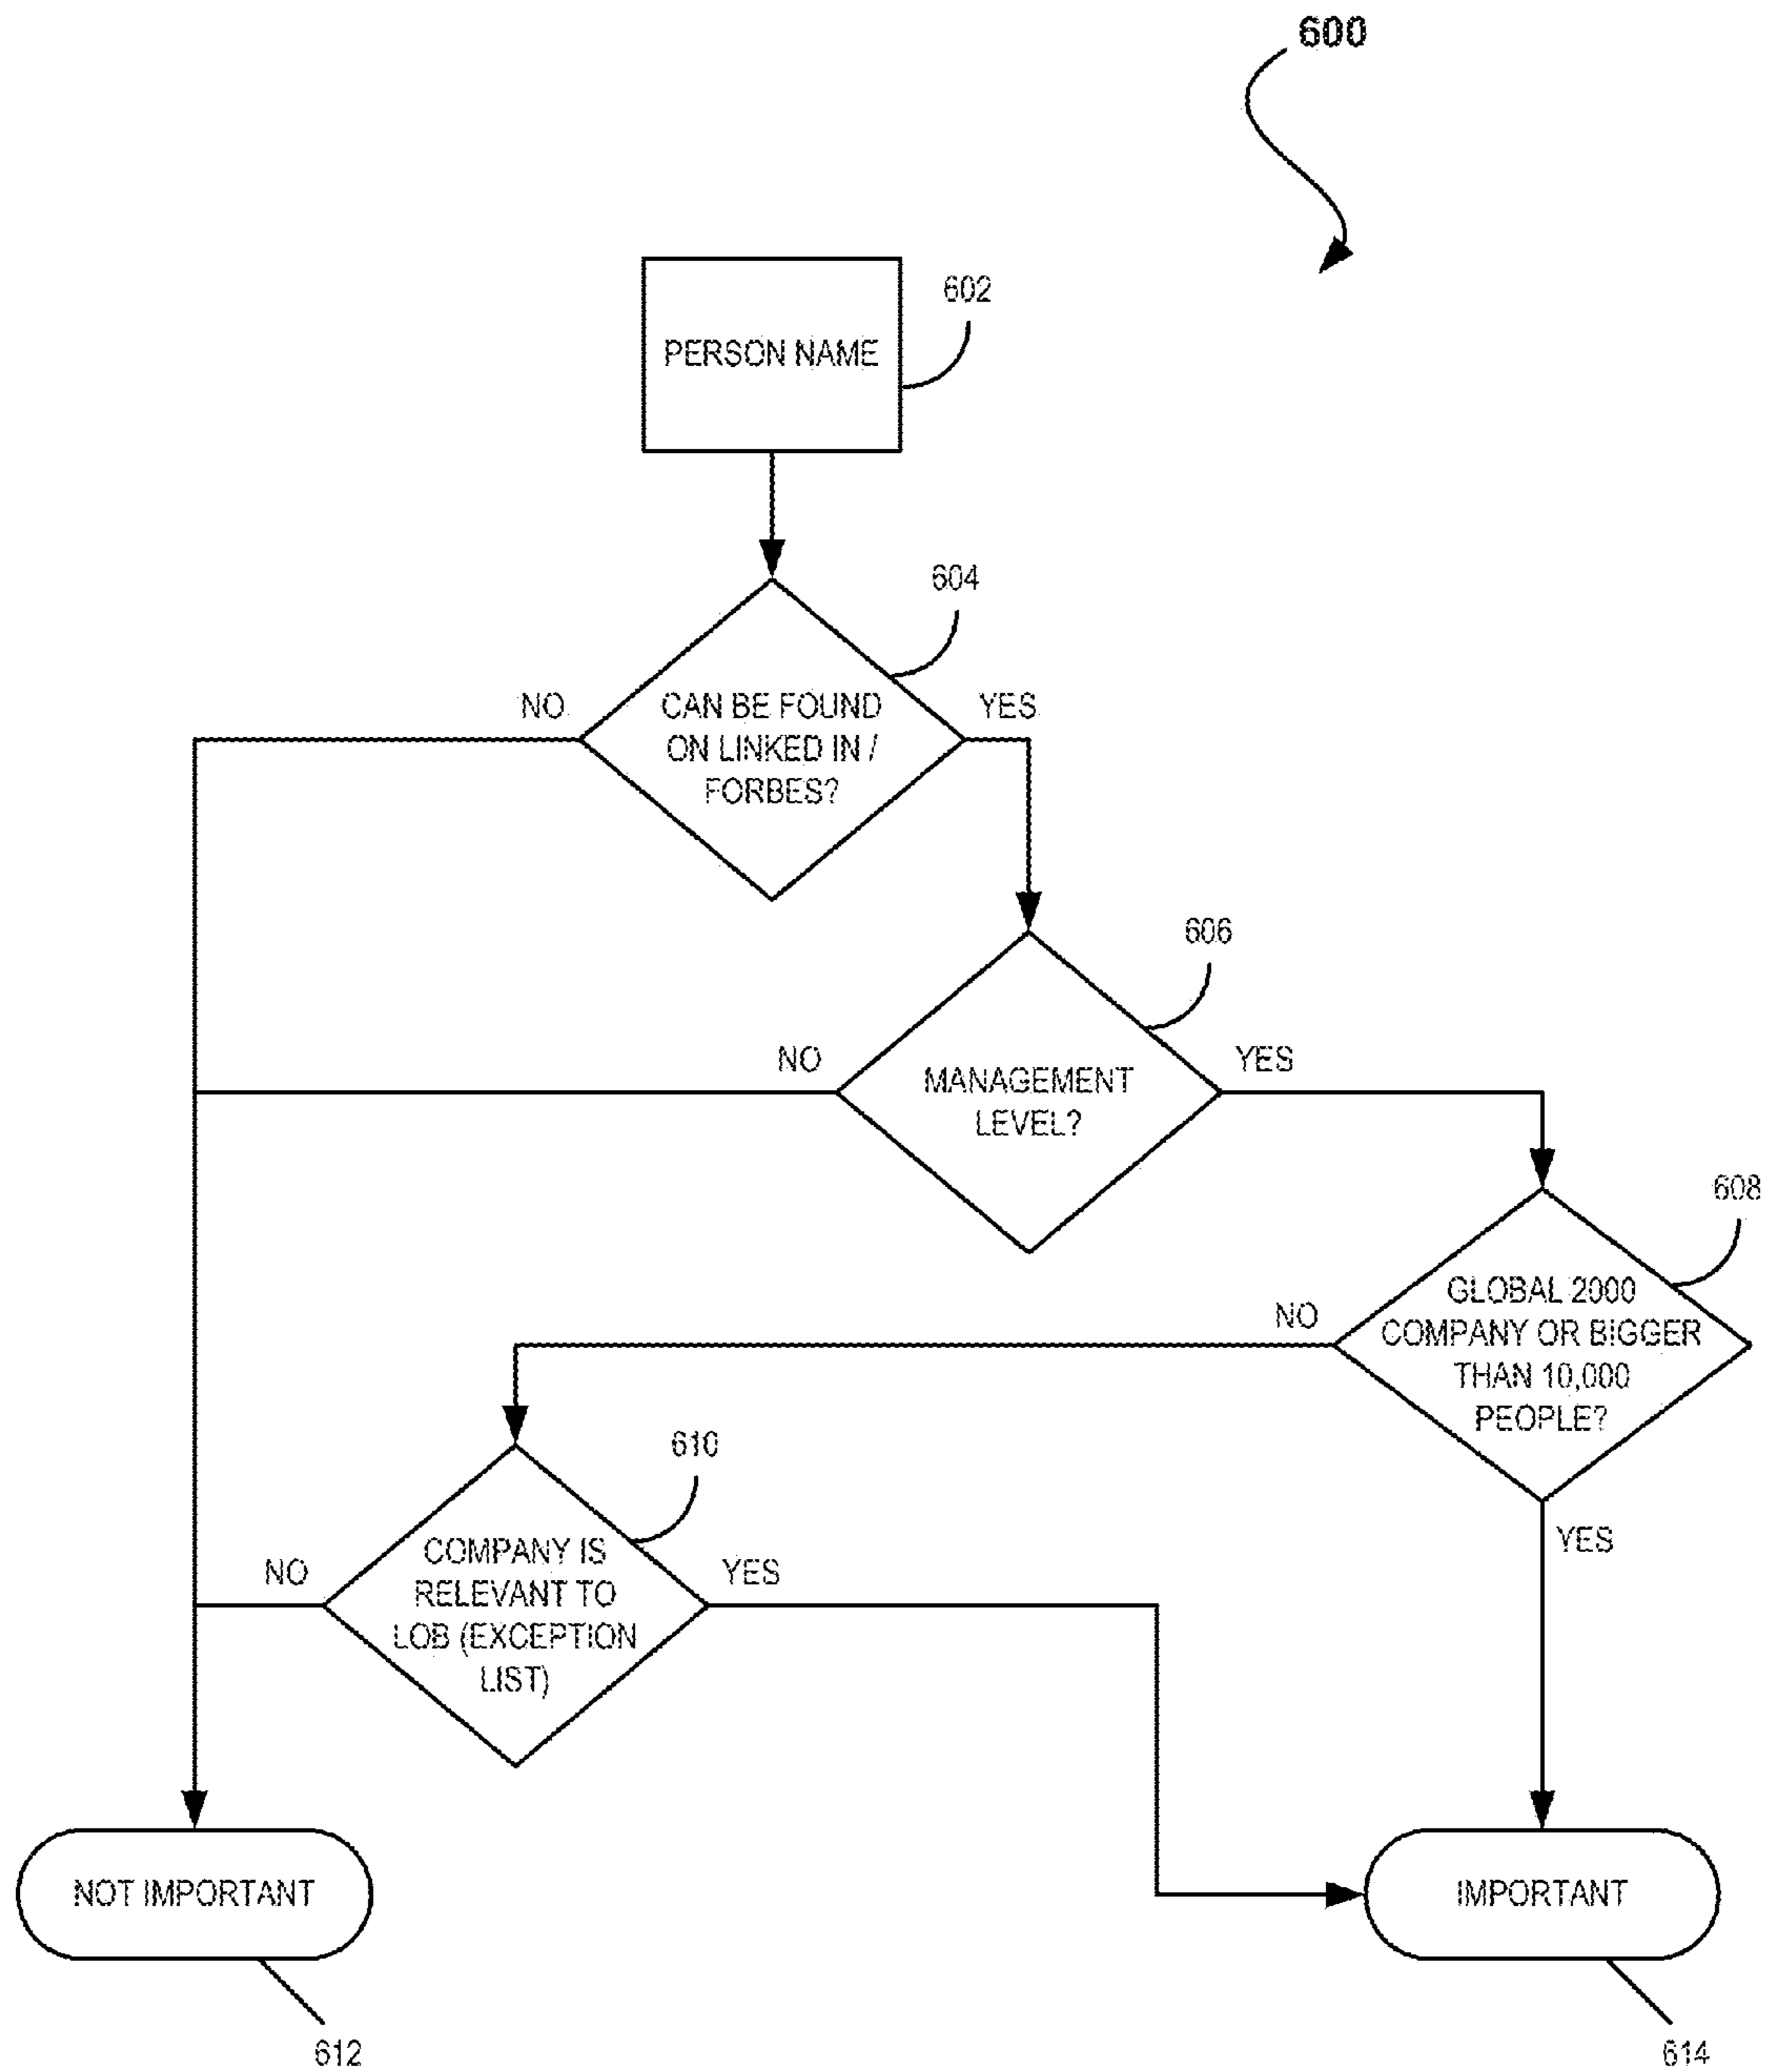 600
602
PERSON NAME
604
NO
YES
CAN BE FOUND
ON LINKED IN /
FORBES?
606
NO
YES
MANAGEMENT
LEVEL?
608
NO
GLOBAL 2000
COMPANY OR BIGGER
THAN 10,000
PEOPLE?
YES
610
NO
YES
COMPANY IS
RELEVANT TO
LOB (EXCEPTION
LIST)
NOT IMPORTANT
IMPORTANT
612
614